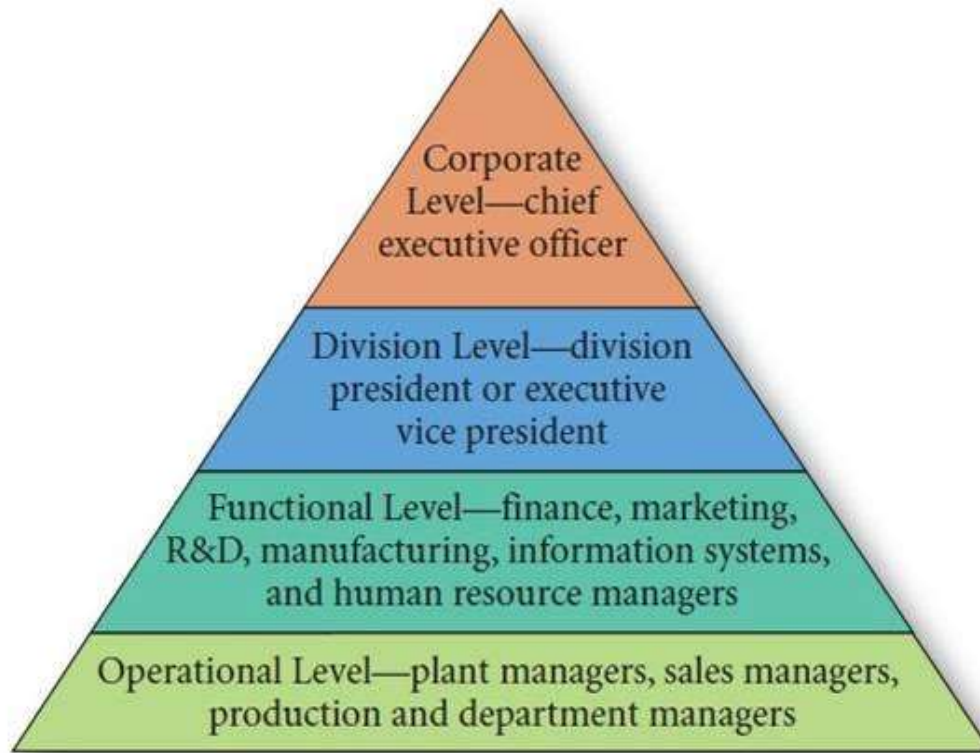 Corporate
Level—chief
executive officer
Division Level—division
president or executive
vice president
Functional Level—finance, marketing,
R&D, manufacturing, information systems,
and human resource managers
Operational Level—plant managers, sales managers,
production and department managers